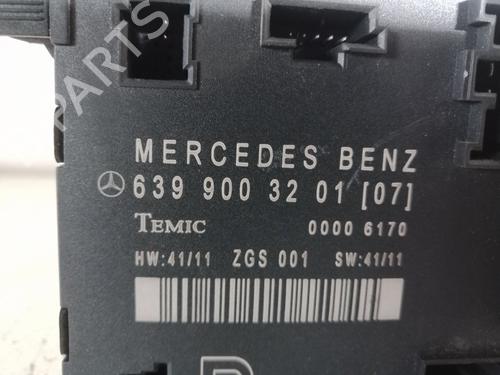 B-PARTS
MERCEDES BENZ
639 900 32 01 [07]
TEMIC 0000 6170
HW:41/11 ZGS 001 SW:41/11